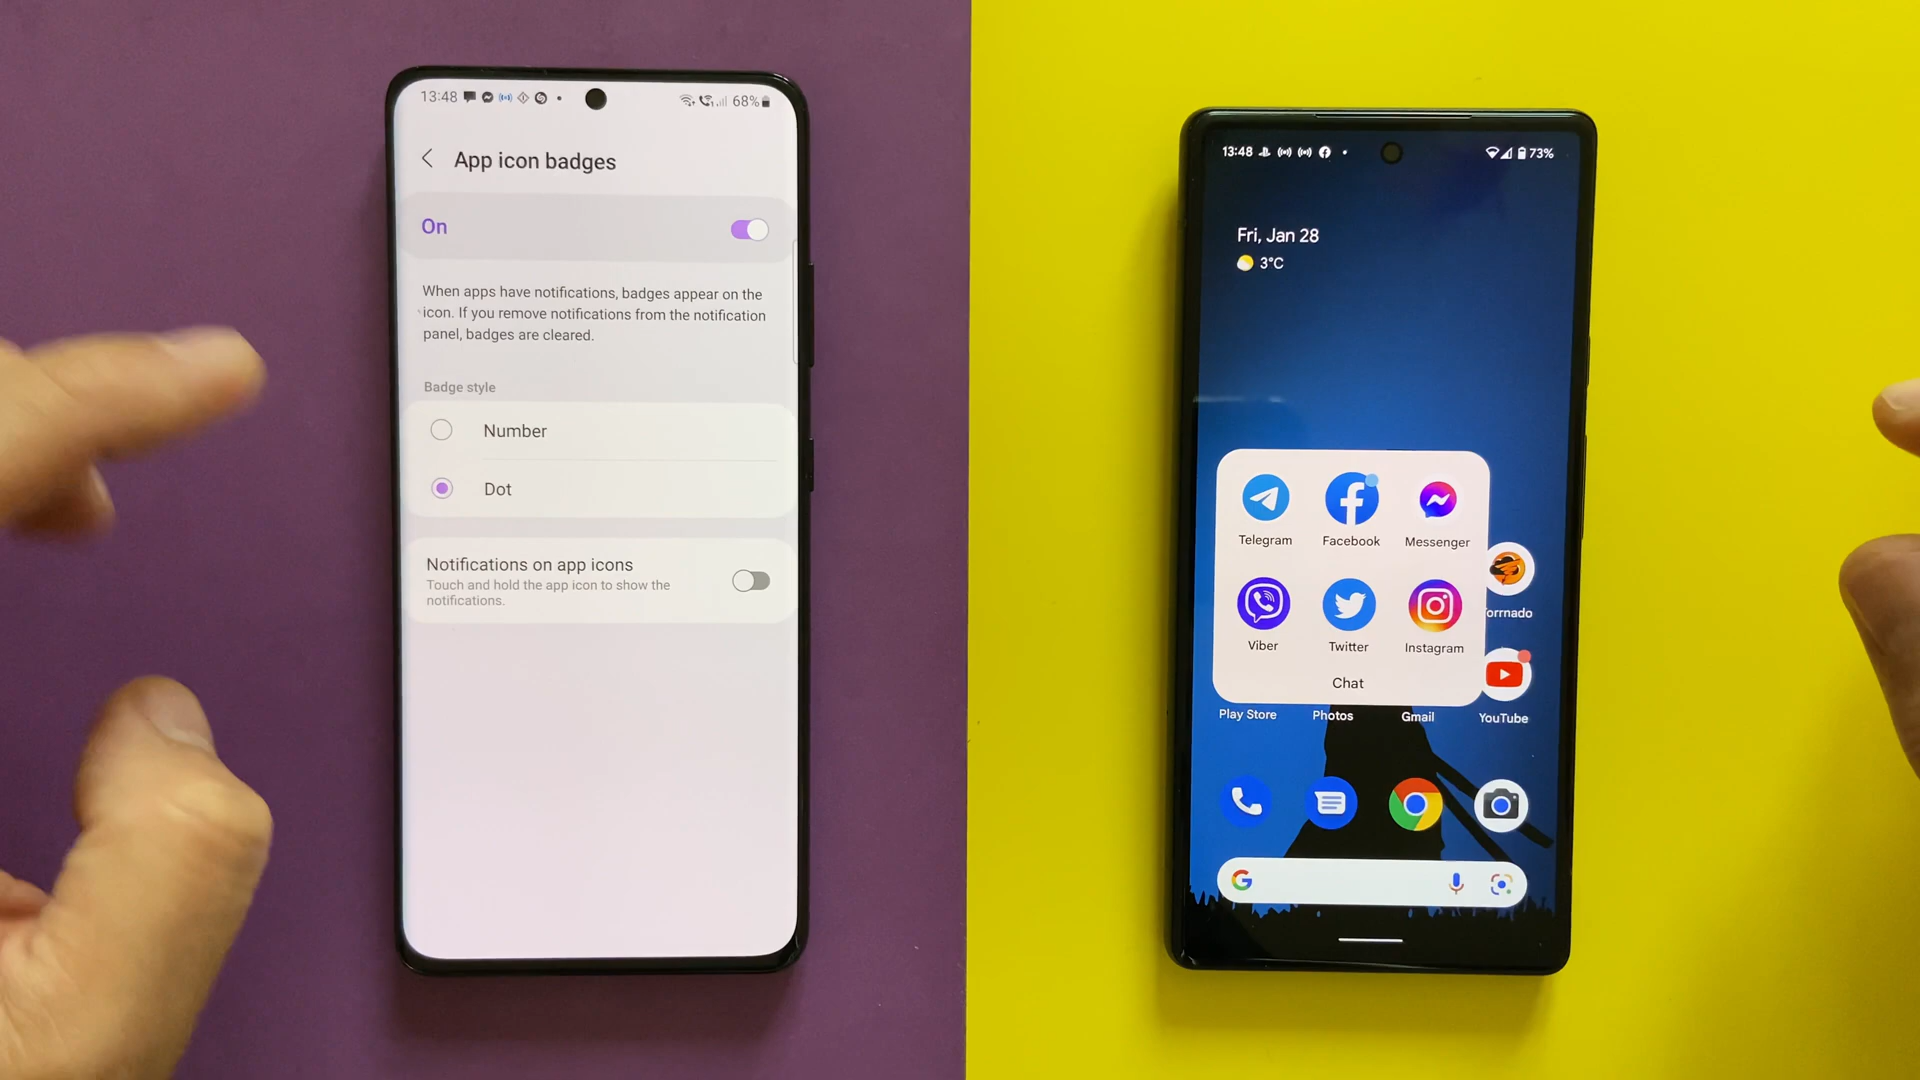 13:48
68%
App icon badges
On
When apps have notifications, badges appear on the
icon. If you remove notifications from the notification
panel, badges are cleared.
Badge style
Number
Dot
Notifications on app icons
Touch and hold the app icon to show the
notifications.
13:48
73%
Fri, Jan 28
3°C
Telegram
Facebook
Messenger
Viber
Twitter
Instagram
orrnado
Chat
Play Store
Photos
Gmail
YouTube